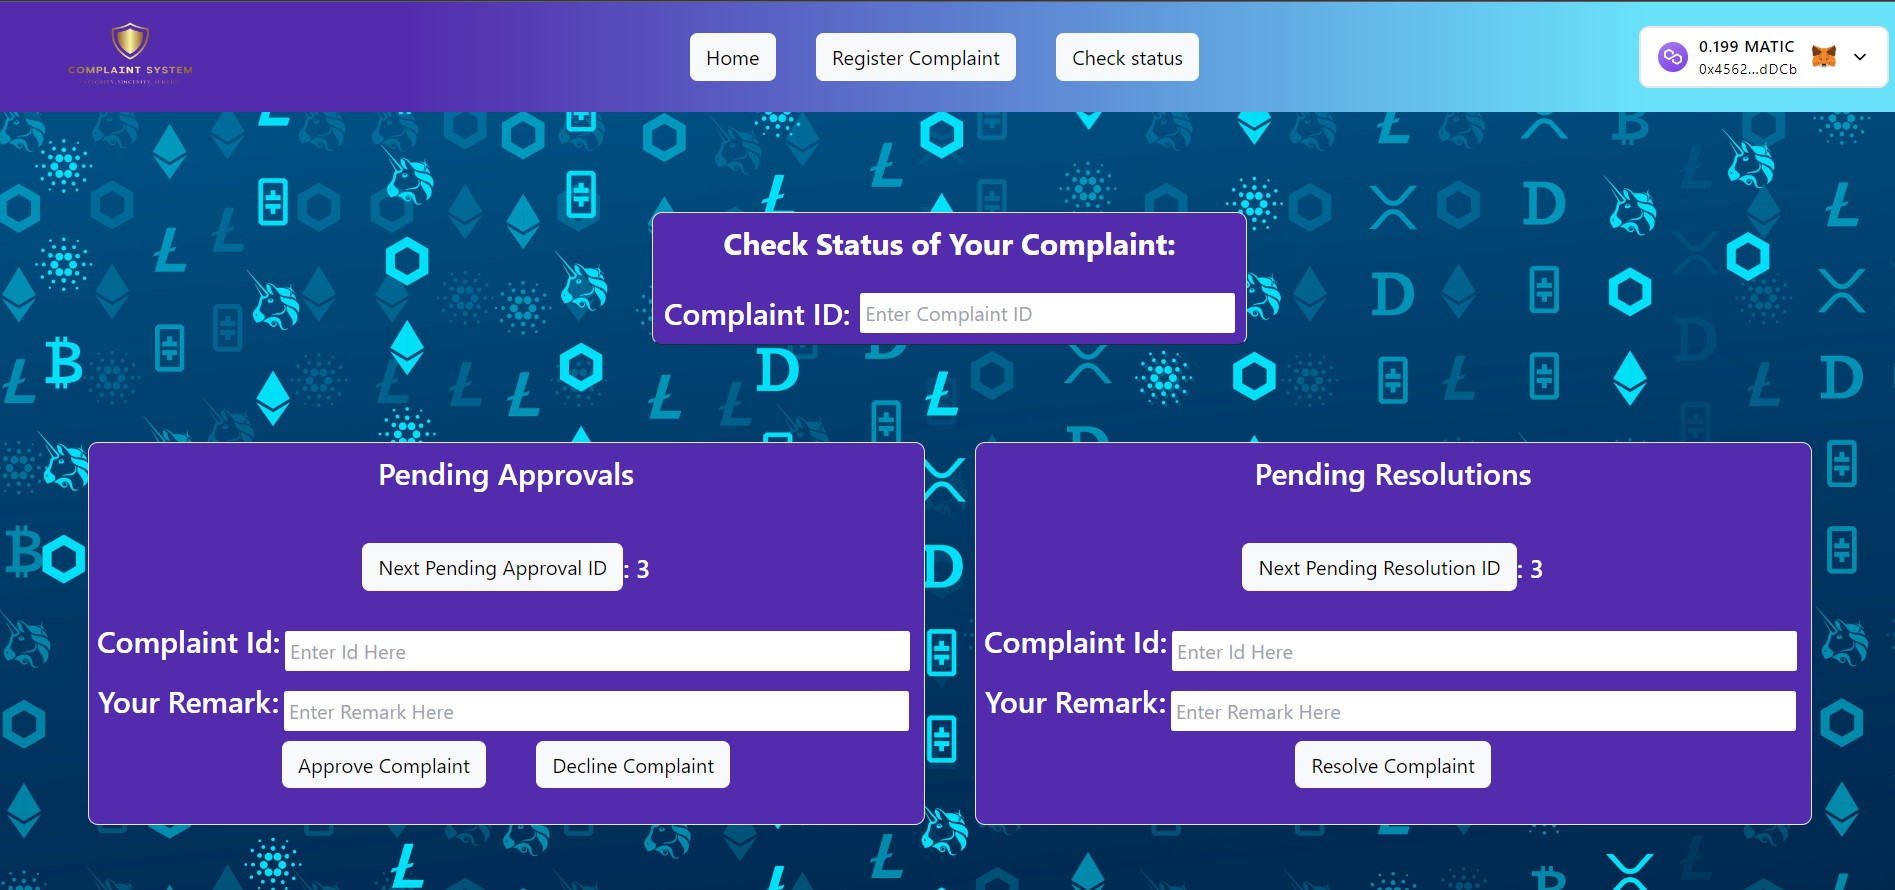 COMPLAINT SYSTEM
Home
Register Complaint
Check status
0.199 MATIC
0x4562...dDCb
Check Status of Your Complaint:
Complaint ID: Enter Complaint ID
Pending Approvals
Next Pending Approval ID : 3
Complaint Id: Enter Id Here
Your Remark: Enter Remark Here
Approve Complaint
Decline Complaint
Pending Resolutions
Next Pending Resolution ID : 3
Complaint Id: Enter Id Here
Your Remark: Enter Remark Here
Resolve Complaint